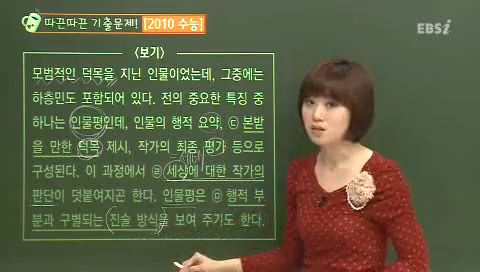 따끈따끈 기출문제! [2010 수능]
EBSi
<보기>
모범적인 덕목을 지닌 인물이었는데, 그중에는
하층민도 포함되어 있다. 전의 중요한 특징 중
하나는 인물평인데, 인물의 행적 요약, ㉢ 본받
을 만한 덕목 제시, 작가의 최종 평가 등으로
구성된다. 이 과정에서 ㉣ 세상에 대한 작가의
판단이 덧붙여지곤 한다. 인물평은 ㉤ 행적 부
분과 구별되는 진술 방식을 보여 주기도 한다.